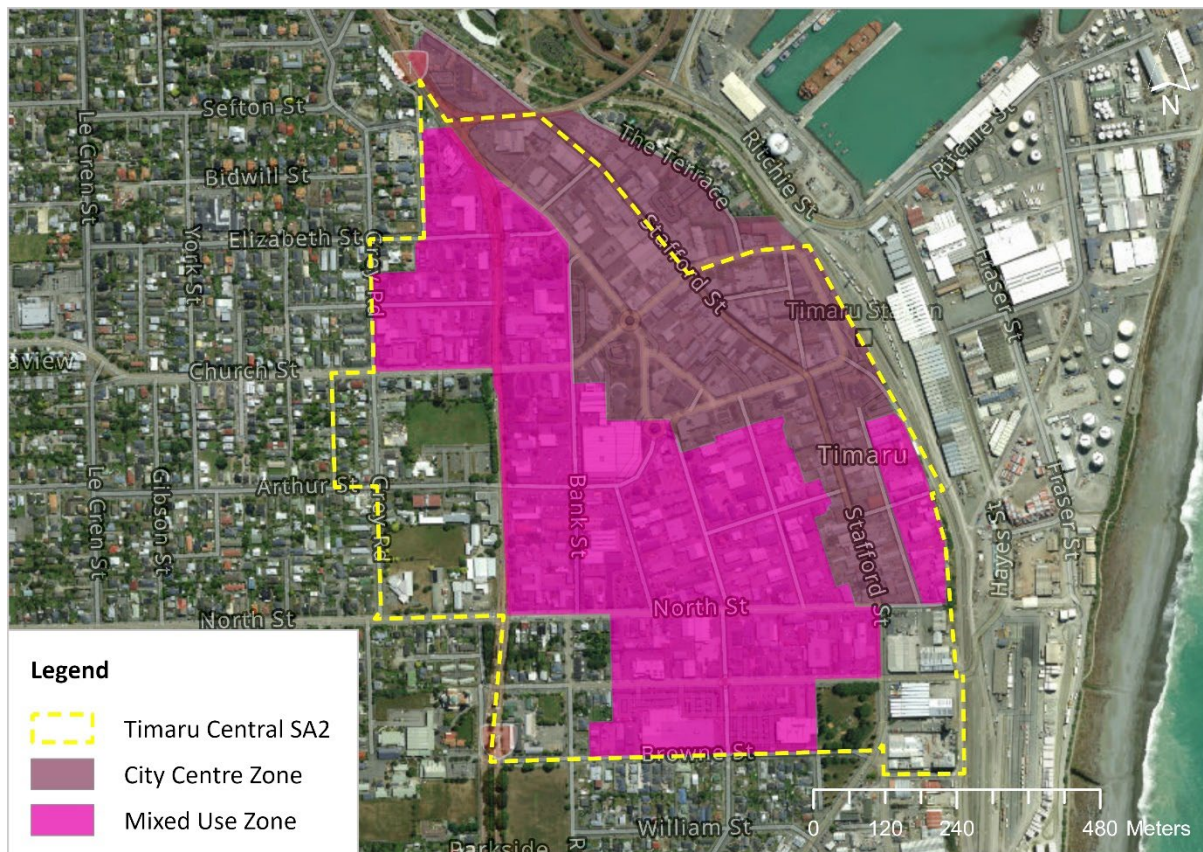 Sefton St
Le Cren St
Bidwill St
York St
Elizabeth St
Grey Rd
The Terrace
Ritchie St
Ritchie St
N
Stafford St
Fraser St
Timaru Station
aview
Church St
Timaru
Arthur St
Bank St
Grey Rd
Gibson St
Le Cren St
Stafford St
Hayes St
Fraser St
North St
North St
Browne St
William St
Parkside
R
Legend
Timaru Central SA2
City Centre Zone
Mixed Use Zone
0 120 240 480 Meters